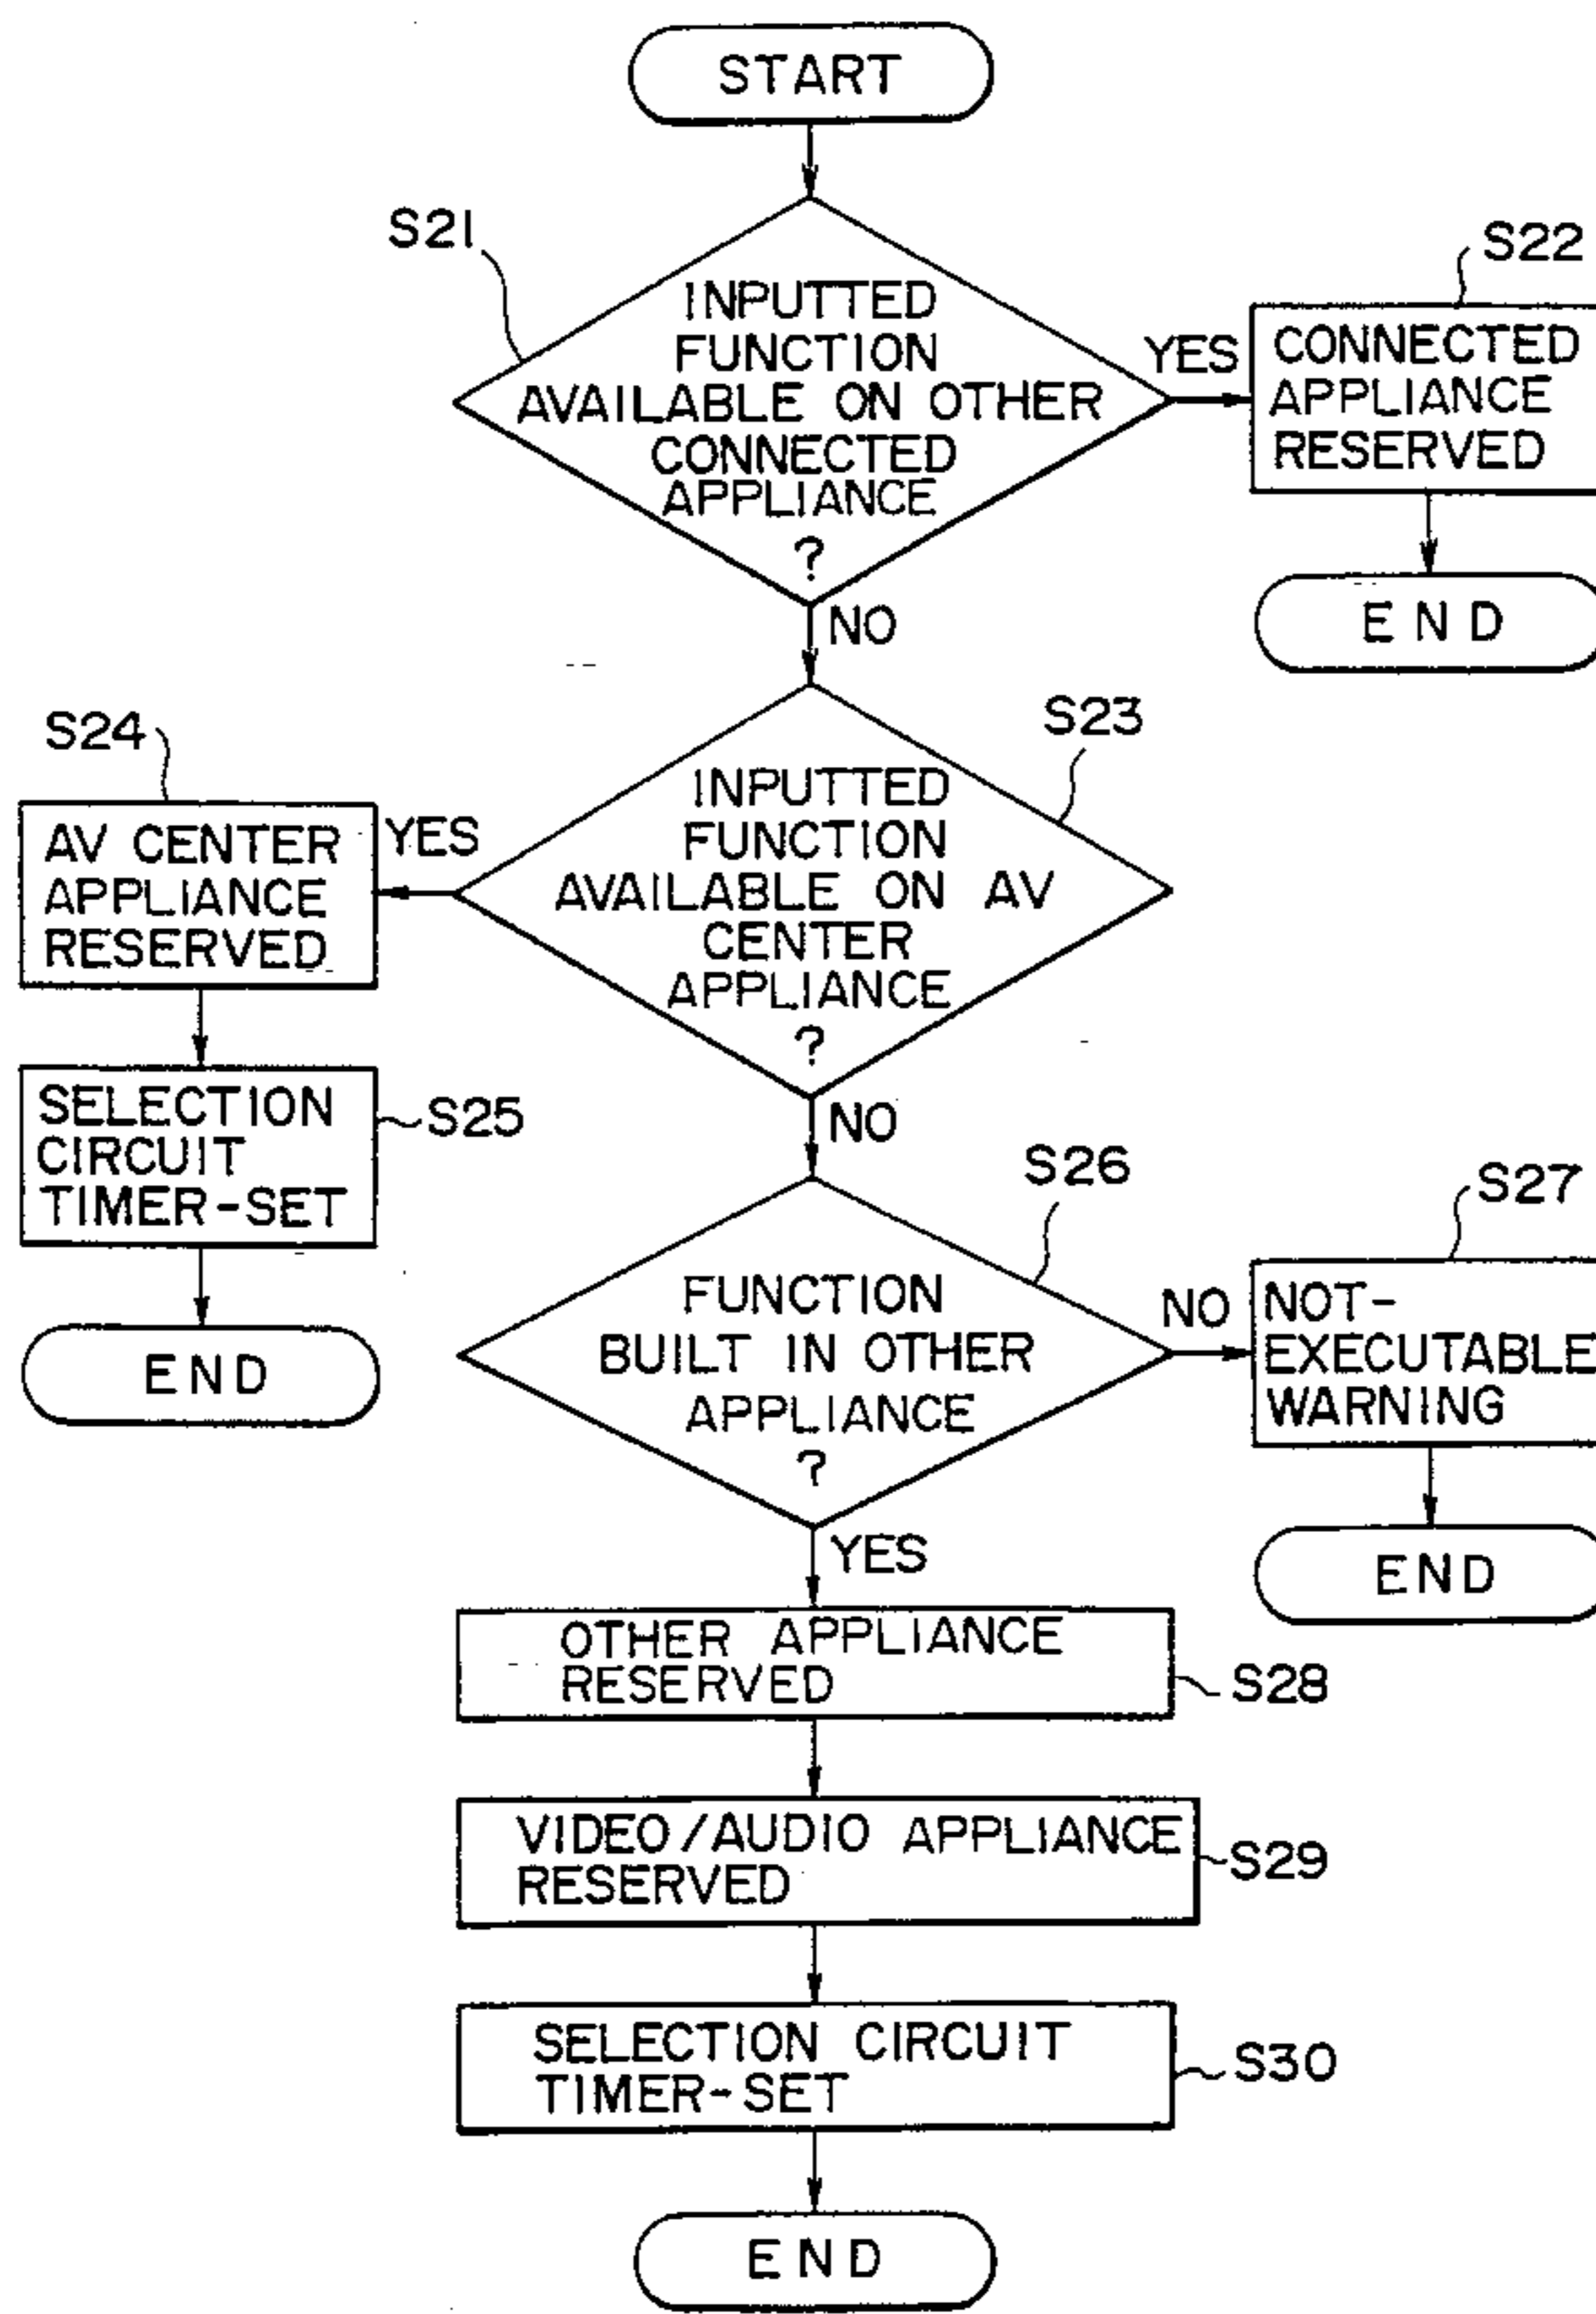 START
S21
INPUTTED
FUNCTION
AVAILABLE ON OTHER
CONNECTED
APPLIANCE
?
YES
S22
CONNECTED
APPLIANCE
RESERVED
END
NO
S23
INPUTTED
FUNCTION
AVAILABLE ON AV
CENTER
APPLIANCE
?
YES
S24
AV CENTER
APPLIANCE
RESERVED
SELECTION
CIRCUIT
TIMER-SET
S25
END
NO
S26
FUNCTION
BUILT IN OTHER
APPLIANCE
?
NO
S27
NOT-
EXECUTABLE
WARNING
END
YES
OTHER APPLIANCE
RESERVED
S28
VIDEO/AUDIO APPLIANCE
RESERVED
S29
SELECTION CIRCUIT
TIMER-SET
S30
END